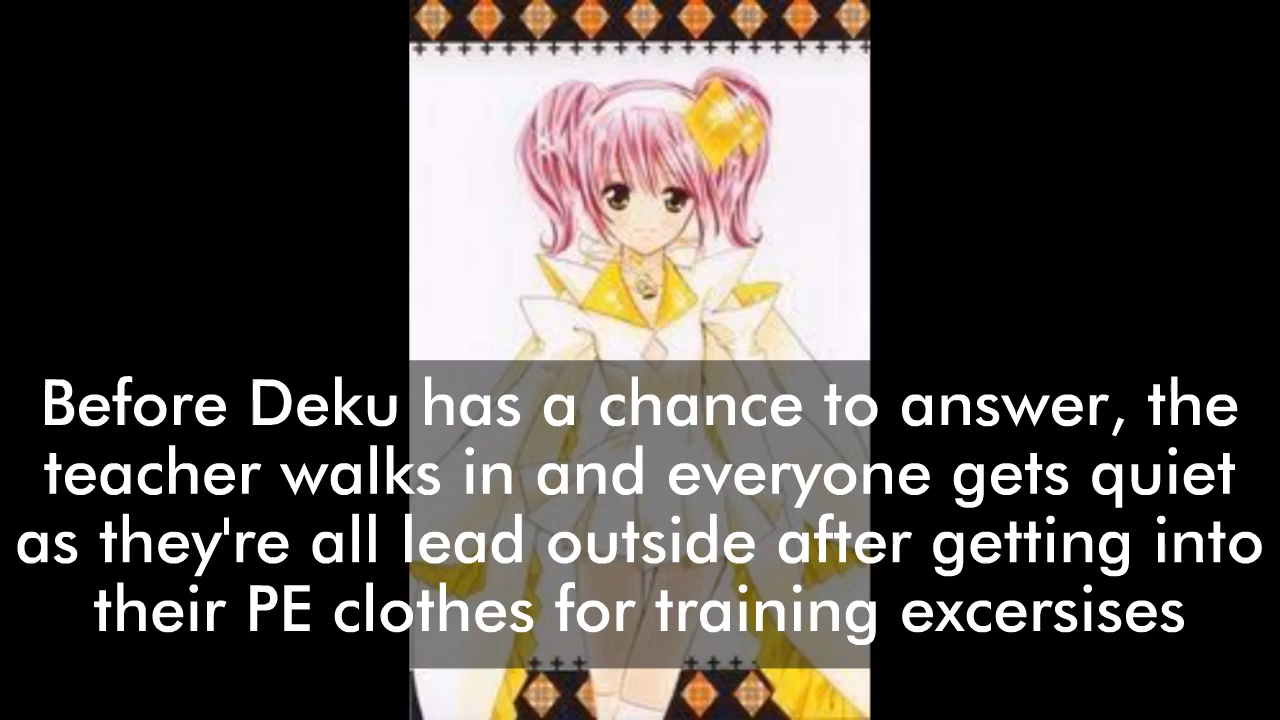 Before Deku has a chance to answer, the
teacher walks in and everyone gets quiet
as they're all lead outside after getting into
their PE clothes for training excersises